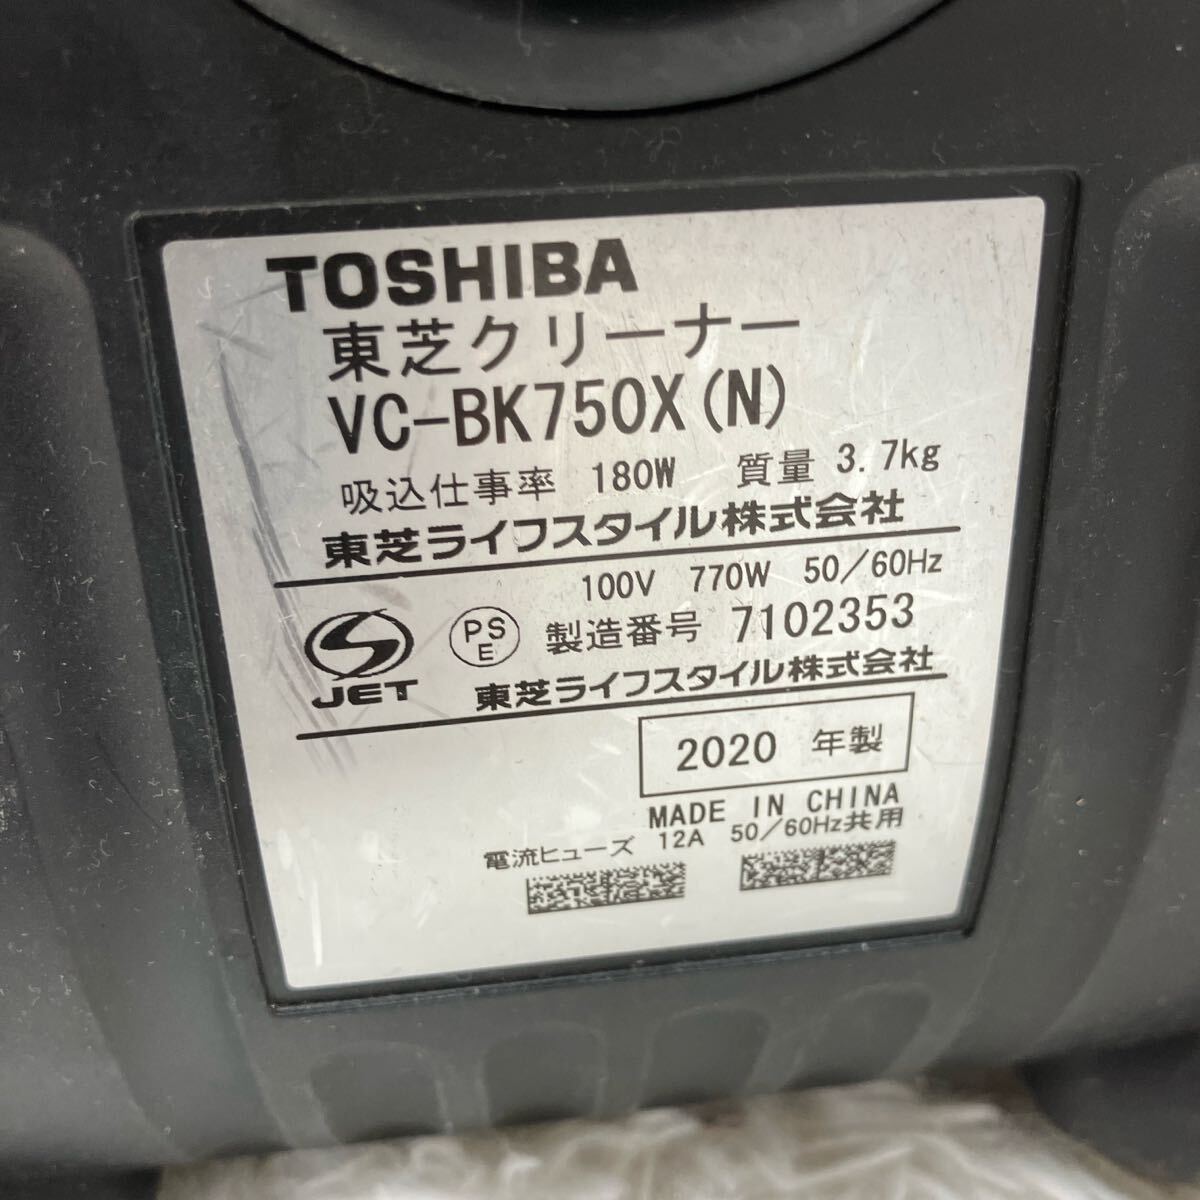 TOSHIBA
東芝クリーナー
VC-BK750X(N)
吸込仕事率 180W 質量 3.7kg
東芝ライフスタイル株式会社
100V 770W 50/60Hz
JET PSE 製造番号 7102353
東芝ライフスタイル株式会社
2020 年製
MADE IN CHINA
電流ヒューズ 12A 50/60Hz共用